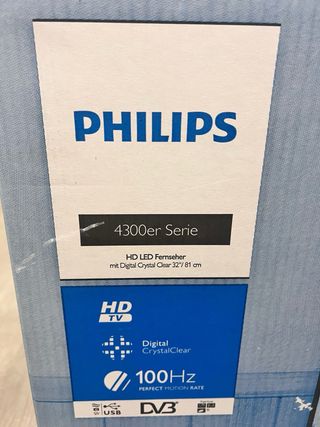 PHILIPS
4300er Serie
HD LED Fernseher
mit Digital Crystal Clear 32"/ 81 cm
HD
TV
Digital
CrystalClear
100Hz
PERFECT MOTION RATE
USB
DVB